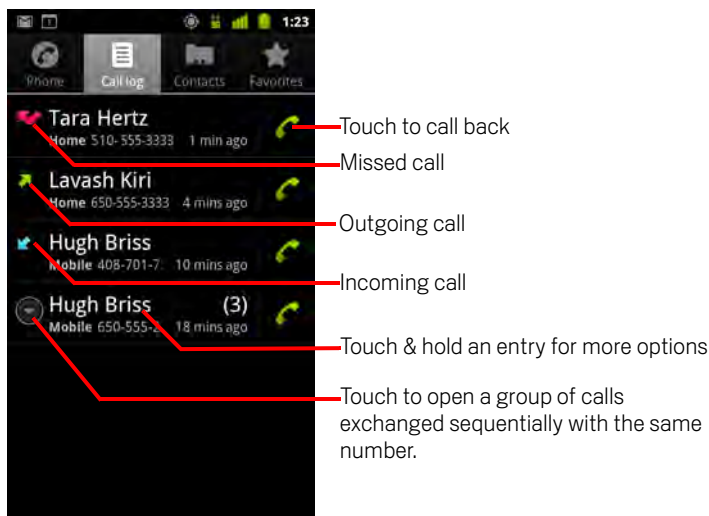 1:23
Phone Call log Contacts Favorites
Tara Hertz
Home 510-555-3333 1 min ago
Touch to call back
Missed call
Lavash Kiri
Home 650-555-3333 4 mins ago
Outgoing call
Hugh Briss
Mobile 408-701-7 10 mins ago
Incoming call
Hugh Briss (3)
Mobile 650-555-2 18 mins ago
Touch & hold an entry for more options
Touch to open a group of calls
exchanged sequentially with the same
number.